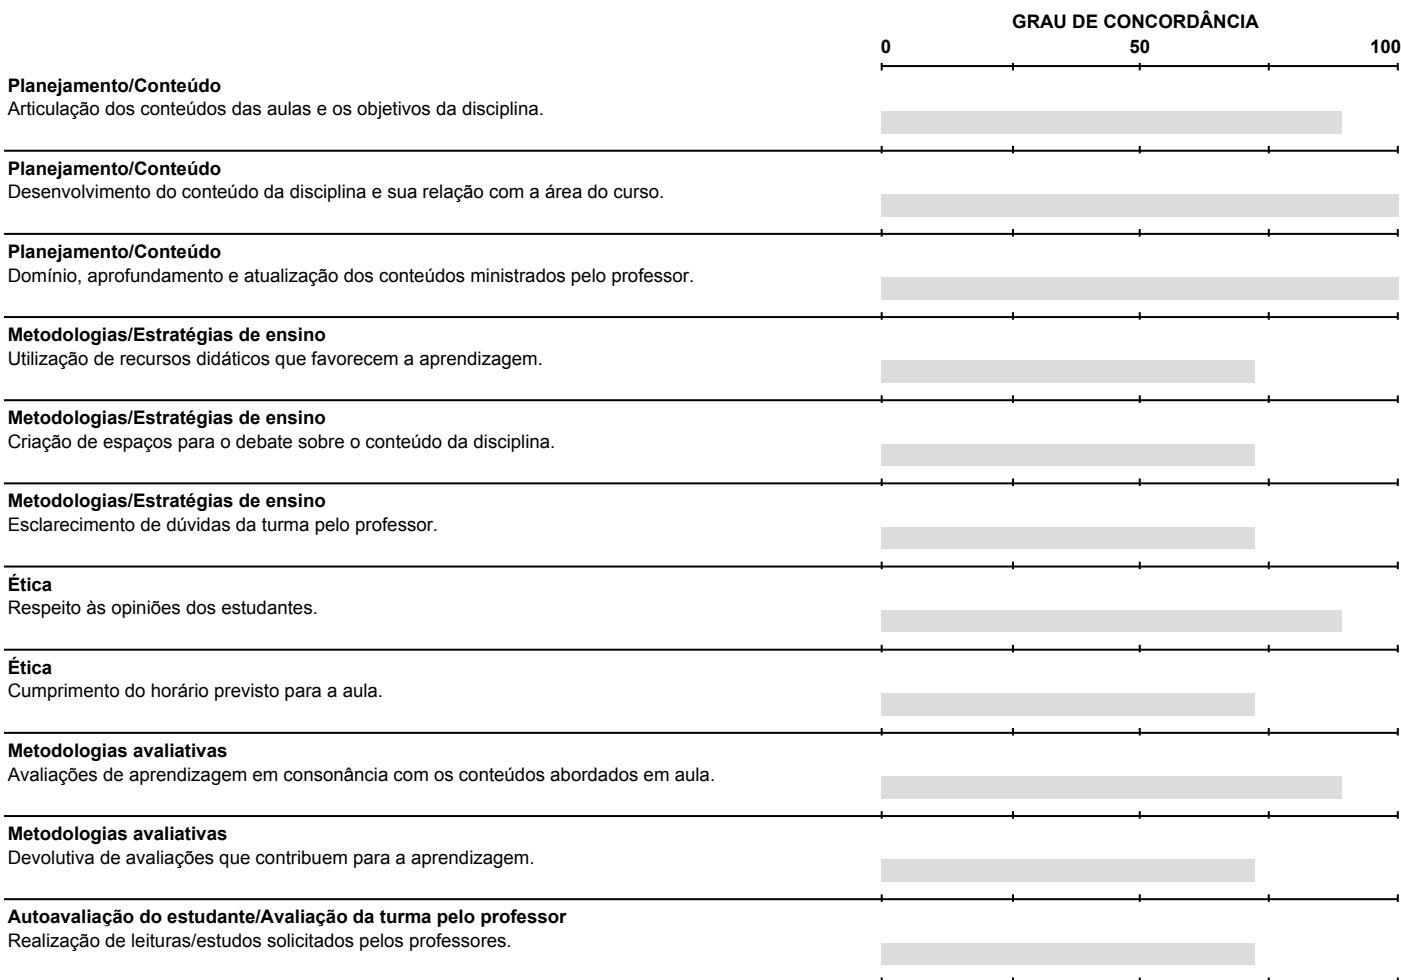 GRAU DE CONCORDÂNCIA
0 50 100
Planejamento/Conteúdo
Articulação dos conteúdos das aulas e os objetivos da disciplina.
Planejamento/Conteúdo
Desenvolvimento do conteúdo da disciplina e sua relação com a área do curso.
Planejamento/Conteúdo
Domínio, aprofundamento e atualização dos conteúdos ministrados pelo professor.
Metodologias/Estratégias de ensino
Utilização de recursos didáticos que favorecem a aprendizagem.
Metodologias/Estratégias de ensino
Criação de espaços para o debate sobre o conteúdo da disciplina.
Metodologias/Estratégias de ensino
Esclarecimento de dúvidas da turma pelo professor.
Ética
Respeito às opiniões dos estudantes.
Ética
Cumprimento do horário previsto para a aula.
Metodologias avaliativas
Avaliações de aprendizagem em consonância com os conteúdos abordados em aula.
Metodologias avaliativas
Devolutiva de avaliações que contribuem para a aprendizagem.
Autoavaliação do estudante/Avaliação da turma pelo professor
Realização de leituras/estudos solicitados pelos professores.